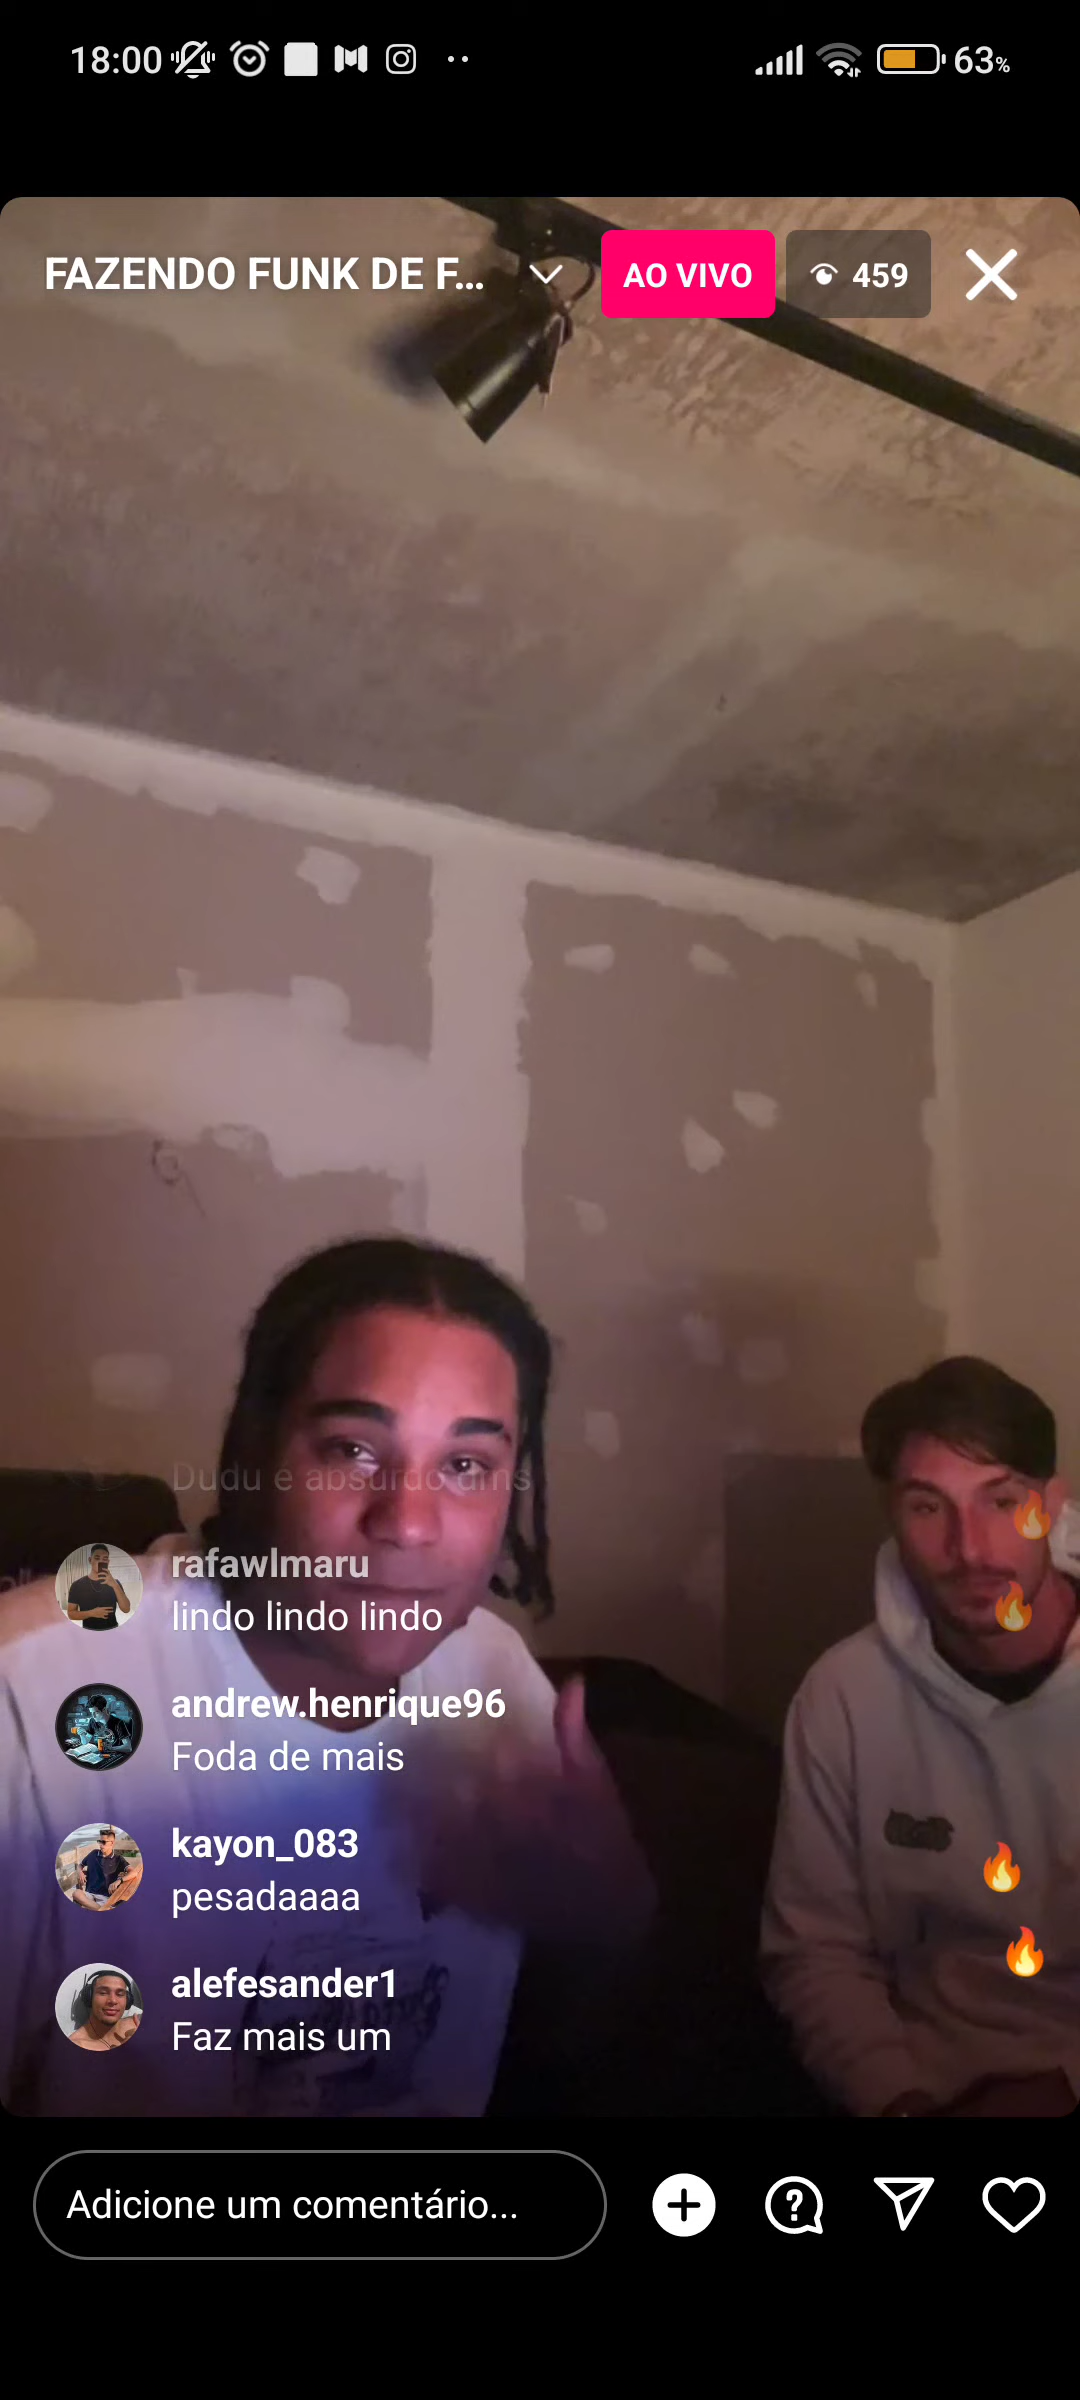 18:00
63%
FAZENDO FUNK DE F...
AO VIVO
459
Dudu e absurdo dms
rafawlmaru
lindo lindo lindo
andrew.henrique96
Foda de mais
kayon_083
pesadaaaa
alefesander1
Faz mais um
Adicione um comentário...